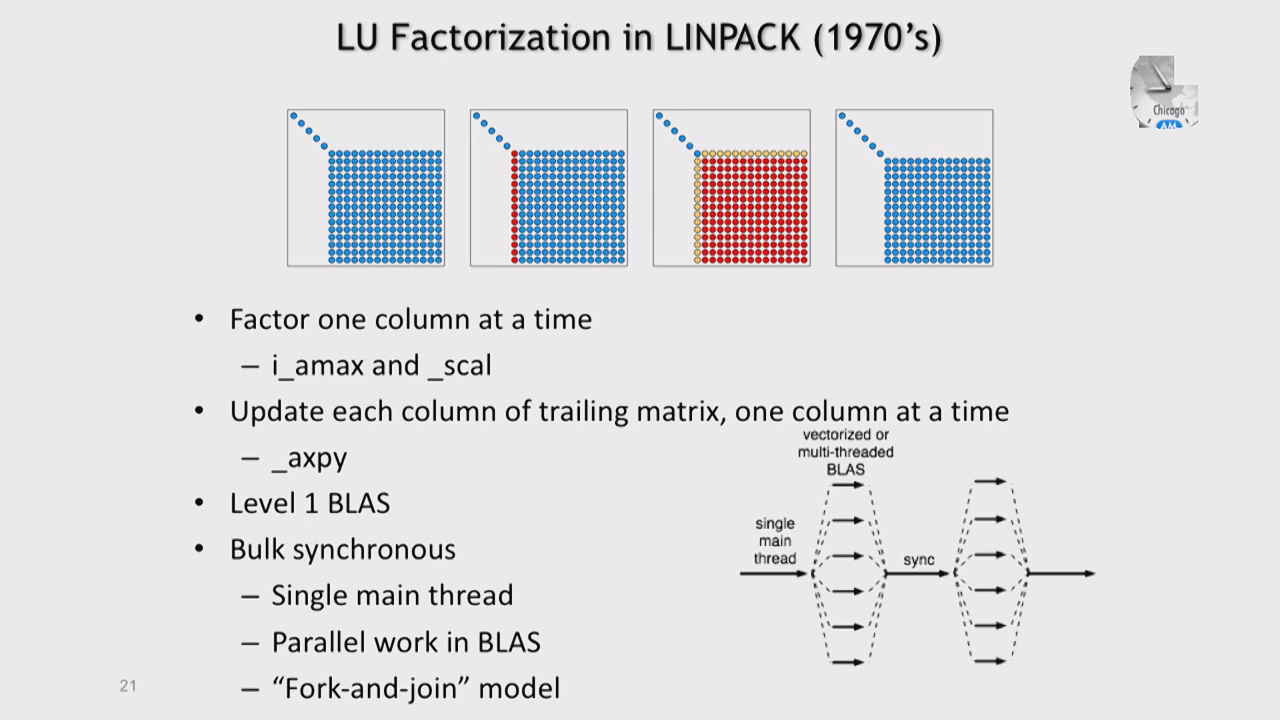 LU Factorization in LINPACK (1970's)
Chicago
AM
• Factor one column at a time
– i_amax and _scal
• Update each column of trailing matrix, one column at a time
– _axpy
• Level 1 BLAS
• Bulk synchronous
– Single main thread
– Parallel work in BLAS
– “Fork-and-join” model
vectorized or
multi-threaded
BLAS
single
main
thread
sync
21